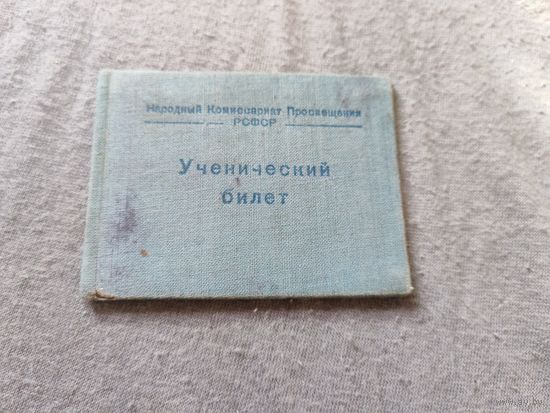 Народный Комиссариат Просвещения
РСФСР
Ученический
билет